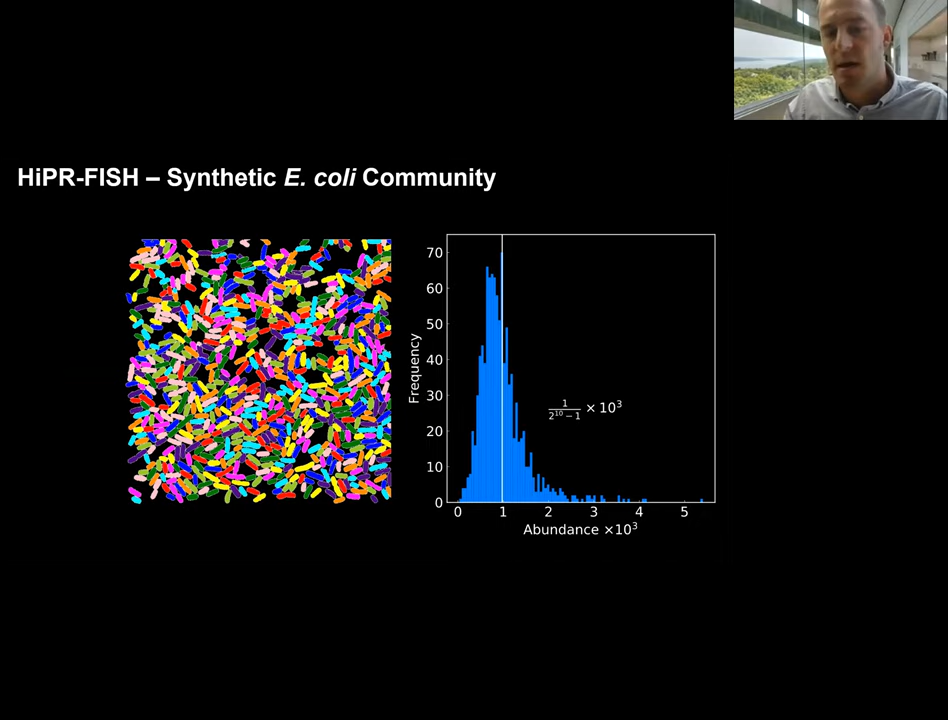 HiPR-FISH – Synthetic E. coli Community
70
60
50
40
30
20
10
0
Frequency
1/(2^10−1) × 10^3
0 1 2 3 4 5
Abundance ×10^3